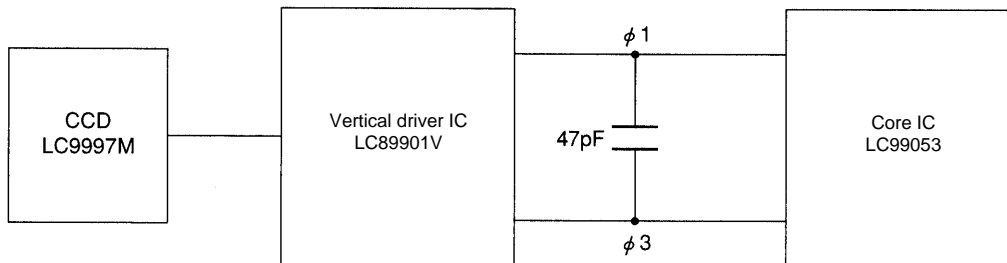 CCD
LC9997M
Vertical driver IC
LC89901V
ϕ1
47pF
ϕ3
Core IC
LC99053